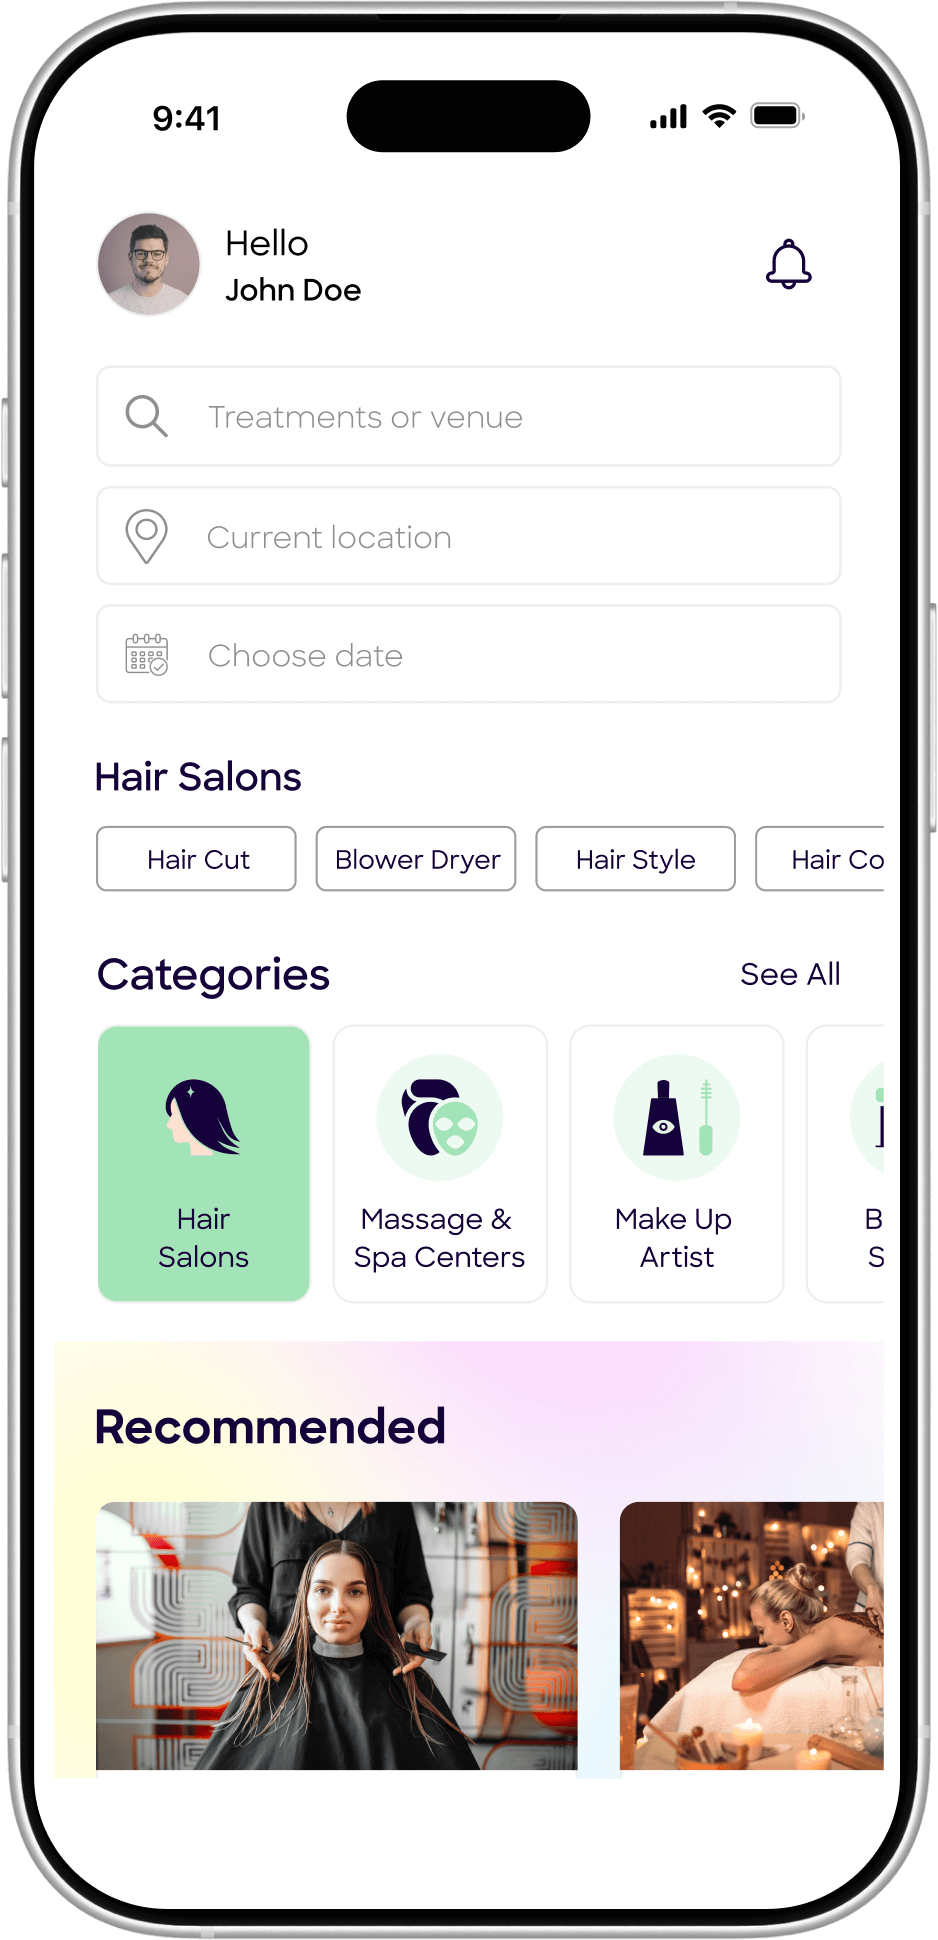 9:41
Hello
John Doe
Treatments or venue
Current location
Choose date
Hair Salons
Hair Cut
Blower Dryer
Hair Style
Hair Co
Categories
See All
Hair
Salons
Massage &
Spa Centers
Make Up
Artist
B
S
Recommended